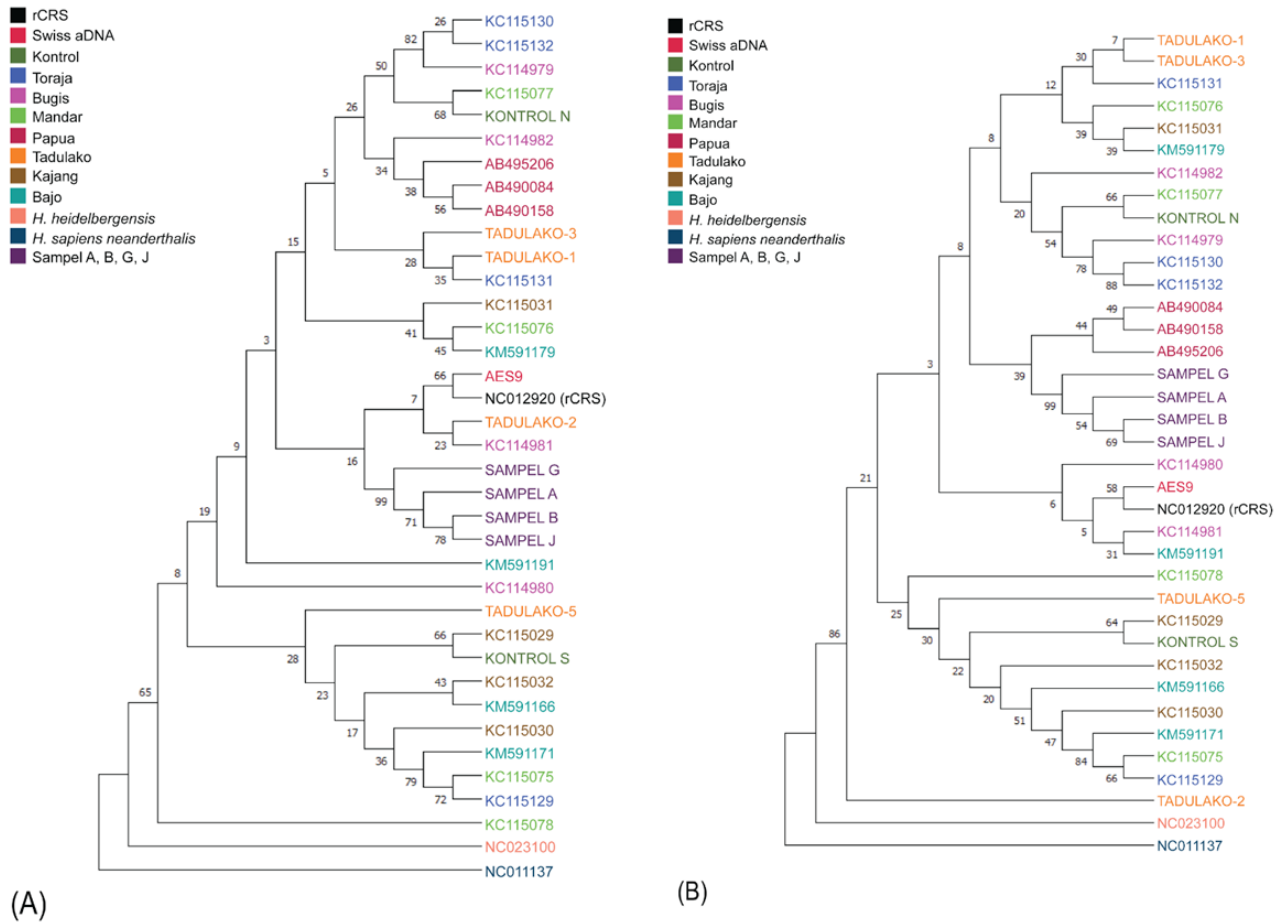 rCRS
Swiss aDNA
Kontrol
Toraja
Bugis
Mandar
Papua
Tadulako
Kajang
Bajo
H. heidelbergensis
H. sapiens neanderthalis
Sampel A, B, G, J
KC115130
KC115132
KC114979
KC115077
KONTROL N
KC114982
AB495206
AB490084
AB490158
TADULAKO-3
TADULAKO-1
KC115131
KC115031
KC115076
KM591179
AES9
NC012920 (rCRS)
TADULAKO-2
KC114981
SAMPEL G
SAMPEL A
SAMPEL B
SAMPEL J
KM591191
KC114980
TADULAKO-5
KC115029
KONTROL S
KC115032
KM591166
KC115030
KM591171
KC115075
KC115129
KC115078
NC023100
NC011137
26
82
50
68
26
34
38
56
5
28
35
15
41
45
3
66
7
23
16
99
71
78
9
19
8
66
28
23
43
17
36
79
72
65
(A)
rCRS
Swiss aDNA
Kontrol
Toraja
Bugis
Mandar
Papua
Tadulako
Kajang
Bajo
H. heidelbergensis
H. sapiens neanderthalis
Sampel A, B, G, J
TADULAKO-1
TADULAKO-3
KC115131
KC115076
KC115031
KM591179
KC114982
KC115077
KONTROL N
KC114979
KC115130
KC115132
AB490084
AB490158
AB495206
SAMPEL G
SAMPEL A
SAMPEL B
SAMPEL J
KC114980
AES9
NC012920 (rCRS)
KC114981
KM591191
KC115078
TADULAKO-5
KC115029
KONTROL S
KC115032
KM591166
KC115030
KM591171
KC115075
KC115129
TADULAKO-2
NC023100
NC011137
7
30
12
39
39
8
20
66
54
78
88
8
49
44
39
99
54
69
3
58
6
5
31
21
25
30
64
22
20
51
47
84
66
86
(B)